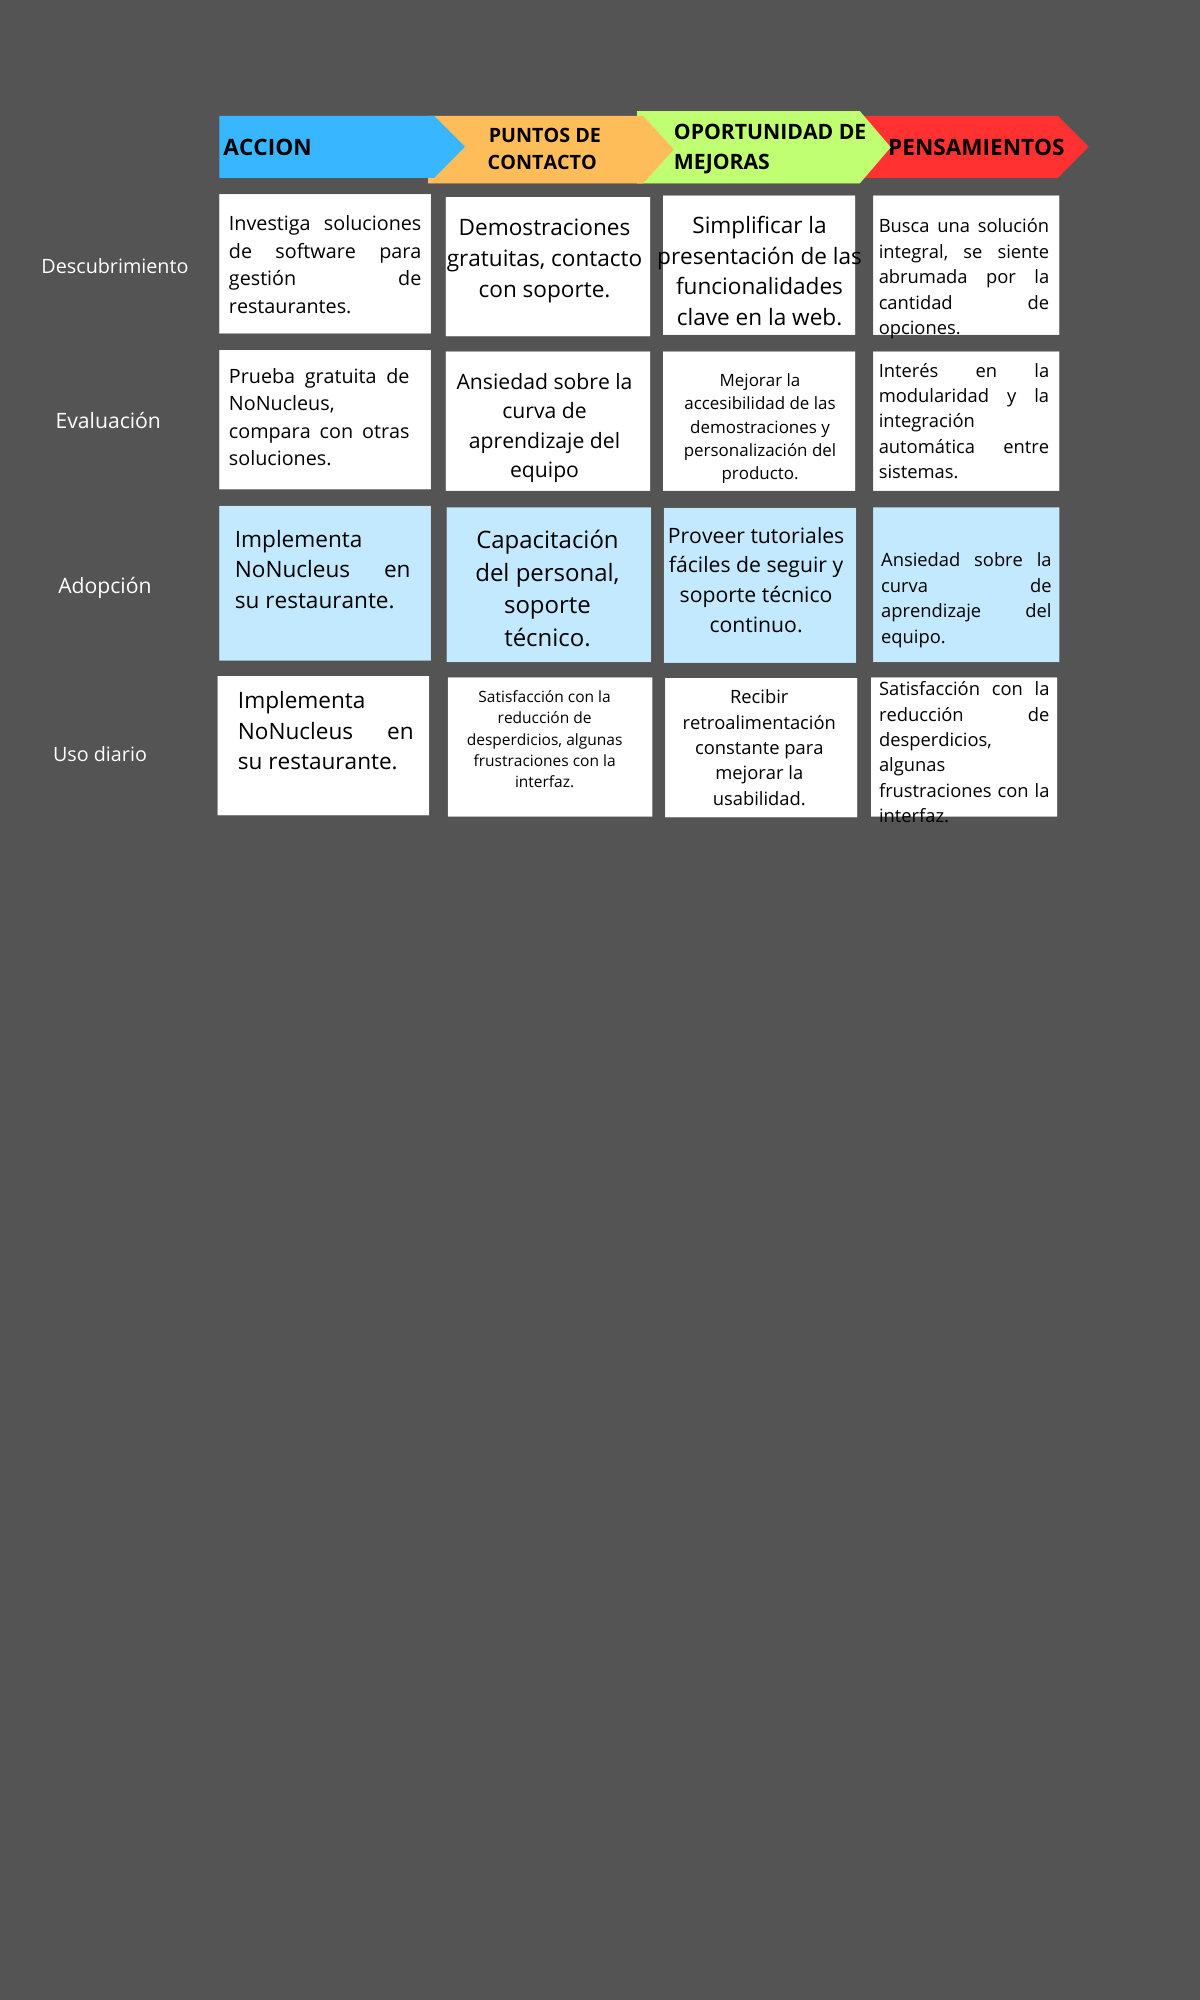 ACCION
PUNTOS DE
CONTACTO
OPORTUNIDAD DE
MEJORAS
PENSAMIENTOS
Descubrimiento
Investiga soluciones
de software para
gestión de
restaurantes.
Demostraciones
gratuitas, contacto
con soporte.
Simplificar la
presentación de las
funcionalidades
clave en la web.
Busca una solución
integral, se siente
abrumada por la
cantidad de
opciones.
Evaluación
Prueba gratuita de
NoNucleus,
compara con otras
soluciones.
Ansiedad sobre la
curva de
aprendizaje del
equipo
Mejorar la
accesibilidad de las
demostraciones y
personalización del
producto.
Interés en la
modularidad y la
integración
automática entre
sistemas.
Adopción
Implementa
NoNucleus en
su restaurante.
Capacitación
del personal,
soporte
técnico.
Proveer tutoriales
fáciles de seguir y
soporte técnico
continuo.
Ansiedad sobre la
curva de
aprendizaje del
equipo.
Uso diario
Implementa
NoNucleus en
su restaurante.
Satisfacción con la
reducción de
desperdicios, algunas
frustraciones con la
interfaz.
Recibir
retroalimentación
constante para
mejorar la
usabilidad.
Satisfacción con la
reducción de
desperdicios,
algunas
frustraciones con la
interfaz.